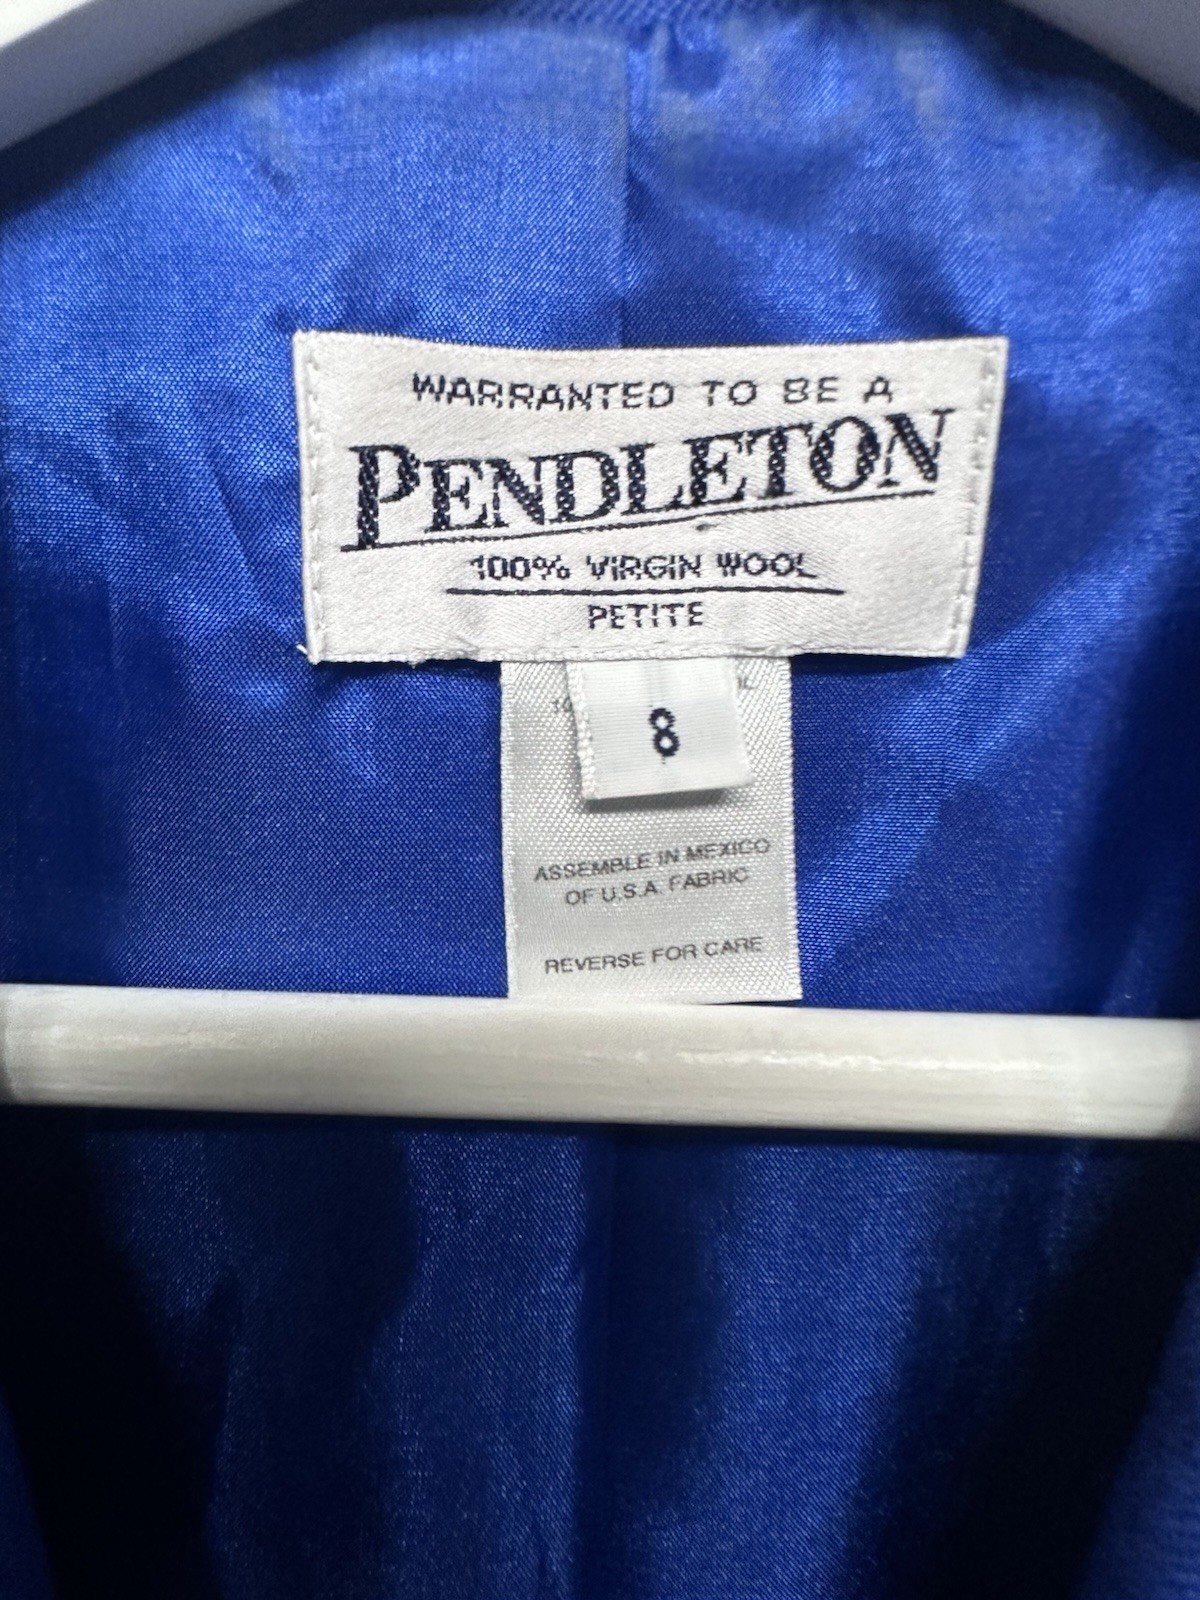 WARRANTED TO BE A
PENDLETON
100% VIRGIN WOOL
PETITE
8
ASSEMBLE IN MEXICO
OF U.S.A. FABRIC
REVERSE FOR CARE